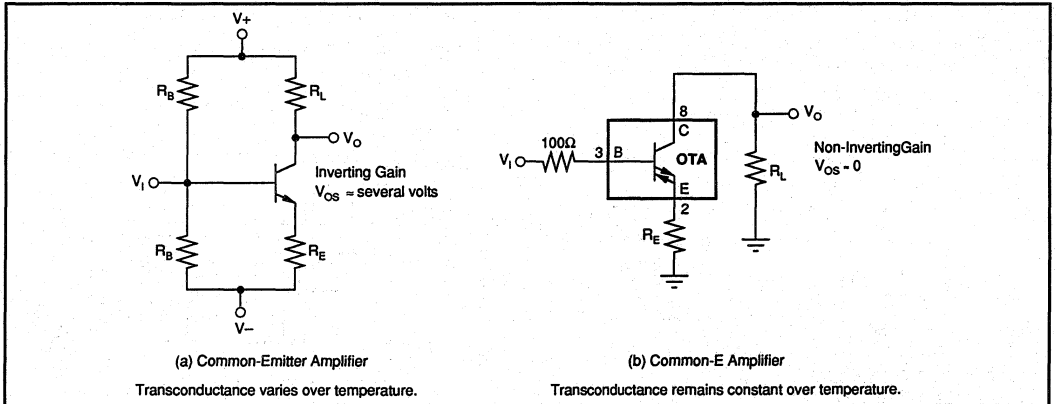 V+
R_B
R_L
V_O
V_I
Inverting Gain
V_OS ≈ several volts
R_B
R_E
V–
(a) Common-Emitter Amplifier
Transconductance varies over temperature.
8
C
V_O
100Ω
V_I
3
B
OTA
Non-InvertingGain
V_OS - 0
R_L
E
2
R_E
(b) Common-E Amplifier
Transconductance remains constant over temperature.